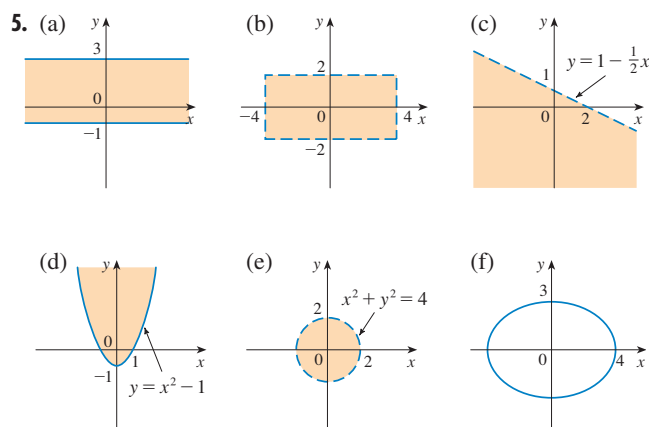 5. (a)
y
3
0
x
−1
(b)
y
2
−4
0
4 x
−2
(c)
y
y = 1 − 1/2 x
1
0
2
x
(d)
y
0
1
x
−1
y = x² − 1
(e)
y
2
x² + y² = 4
0
2
x
(f)
y
3
0
4
x